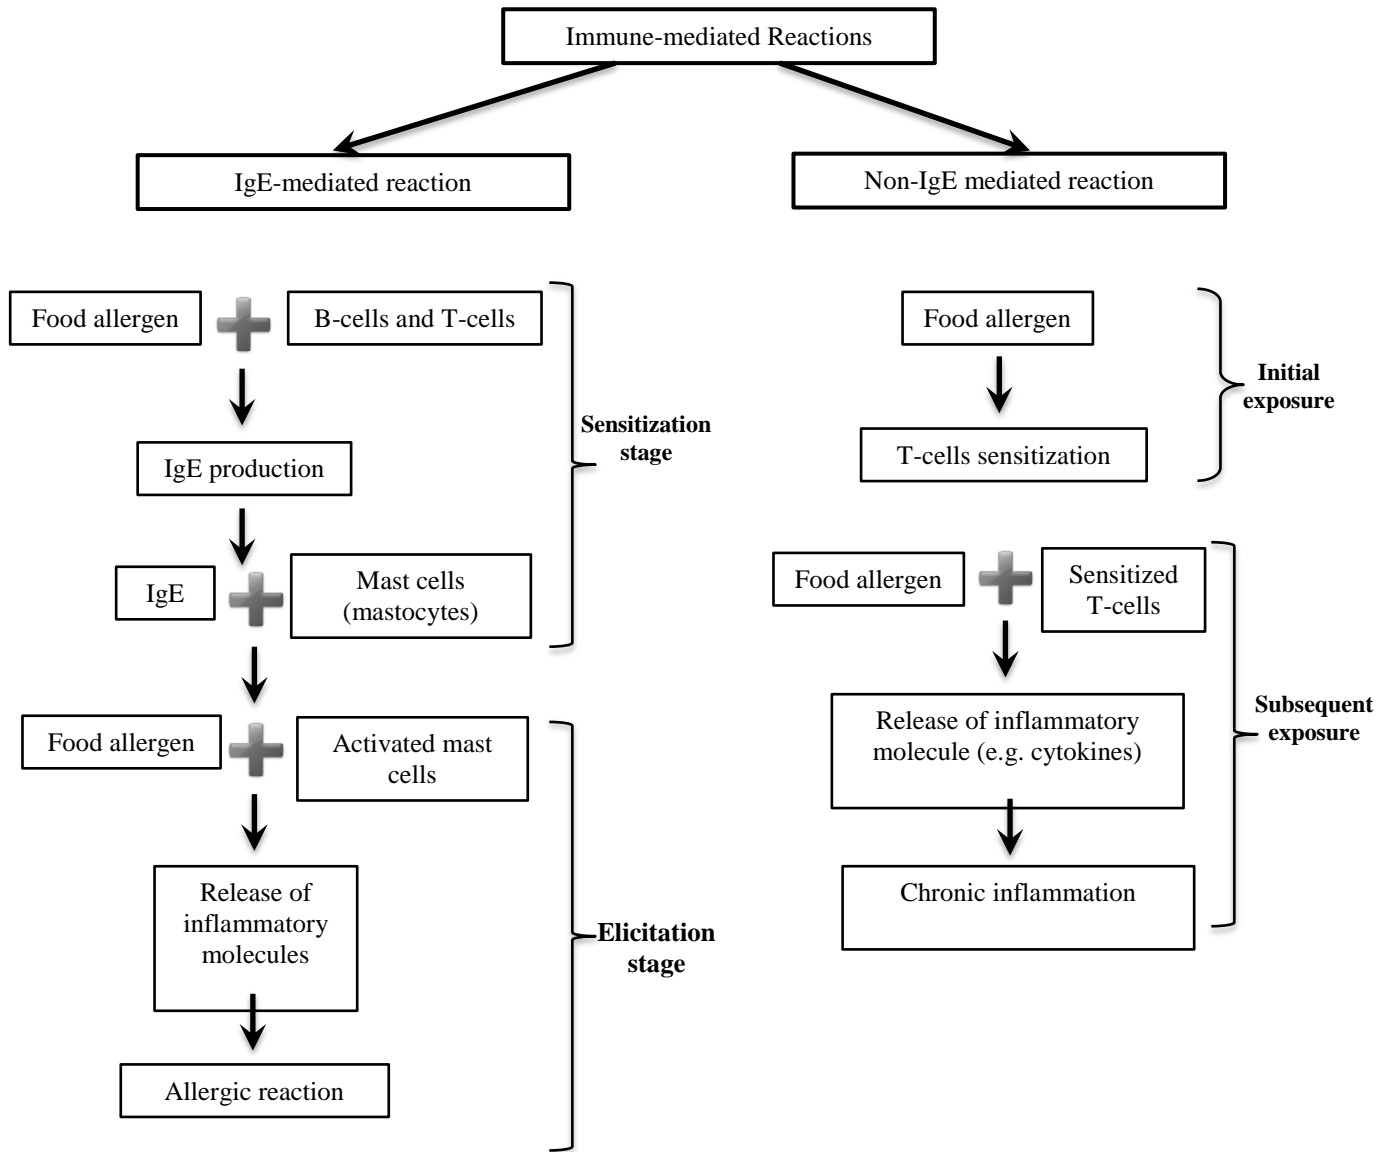 Immune-mediated Reactions
IgE-mediated reaction
Non-IgE mediated reaction
Food allergen
B-cells and T-cells
IgE production
IgE
Mast cells
(mastocytes)
Sensitization
stage
Food allergen
Activated mast
cells
Release of
inflammatory
molecules
Allergic reaction
Elicitation
stage
Food allergen
T-cells sensitization
Initial
exposure
Food allergen
Sensitized
T-cells
Release of inflammatory
molecule (e.g. cytokines)
Chronic inflammation
Subsequent
exposure